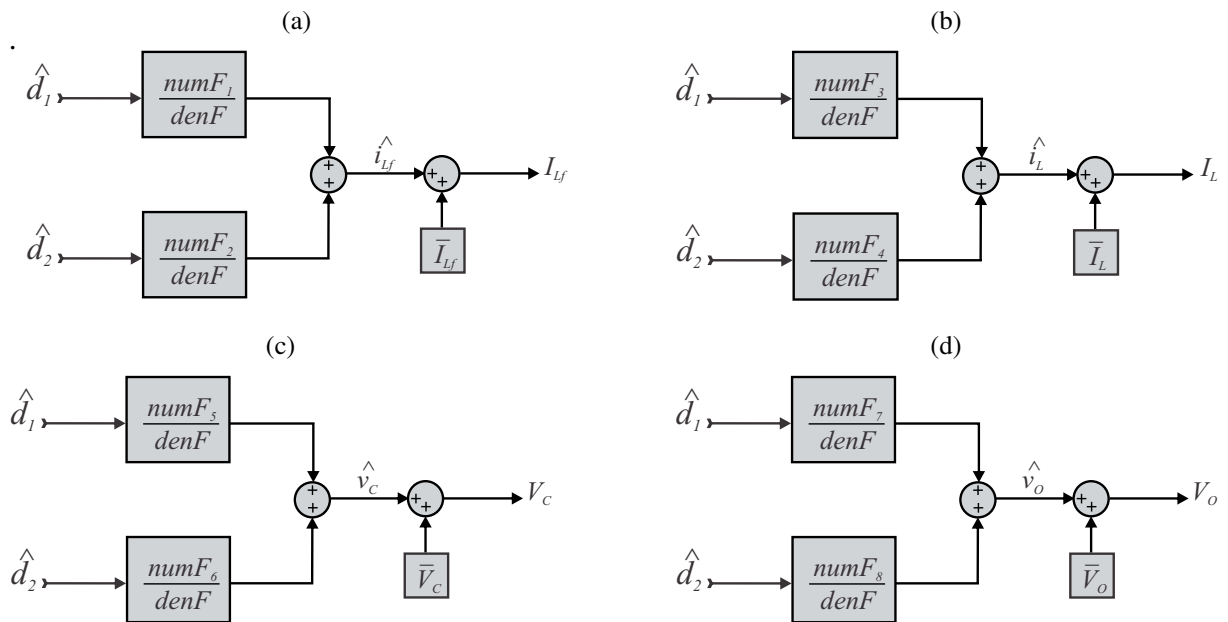 (a)
.
d̂₁
numF₁
denF
+
+
î_Lf
+
+
I_Lf
d̂₂
numF₂
denF
Ī_Lf
(b)
d̂₁
numF₃
denF
+
+
î_L
+
+
I_L
d̂₂
numF₄
denF
Ī_L
(c)
d̂₁
numF₅
denF
+
+
v̂_C
+
+
V_C
d̂₂
numF₆
denF
V̄_C
(d)
d̂₁
numF₇
denF
+
+
v̂_O
+
+
V_O
d̂₂
numF₈
denF
V̄_O